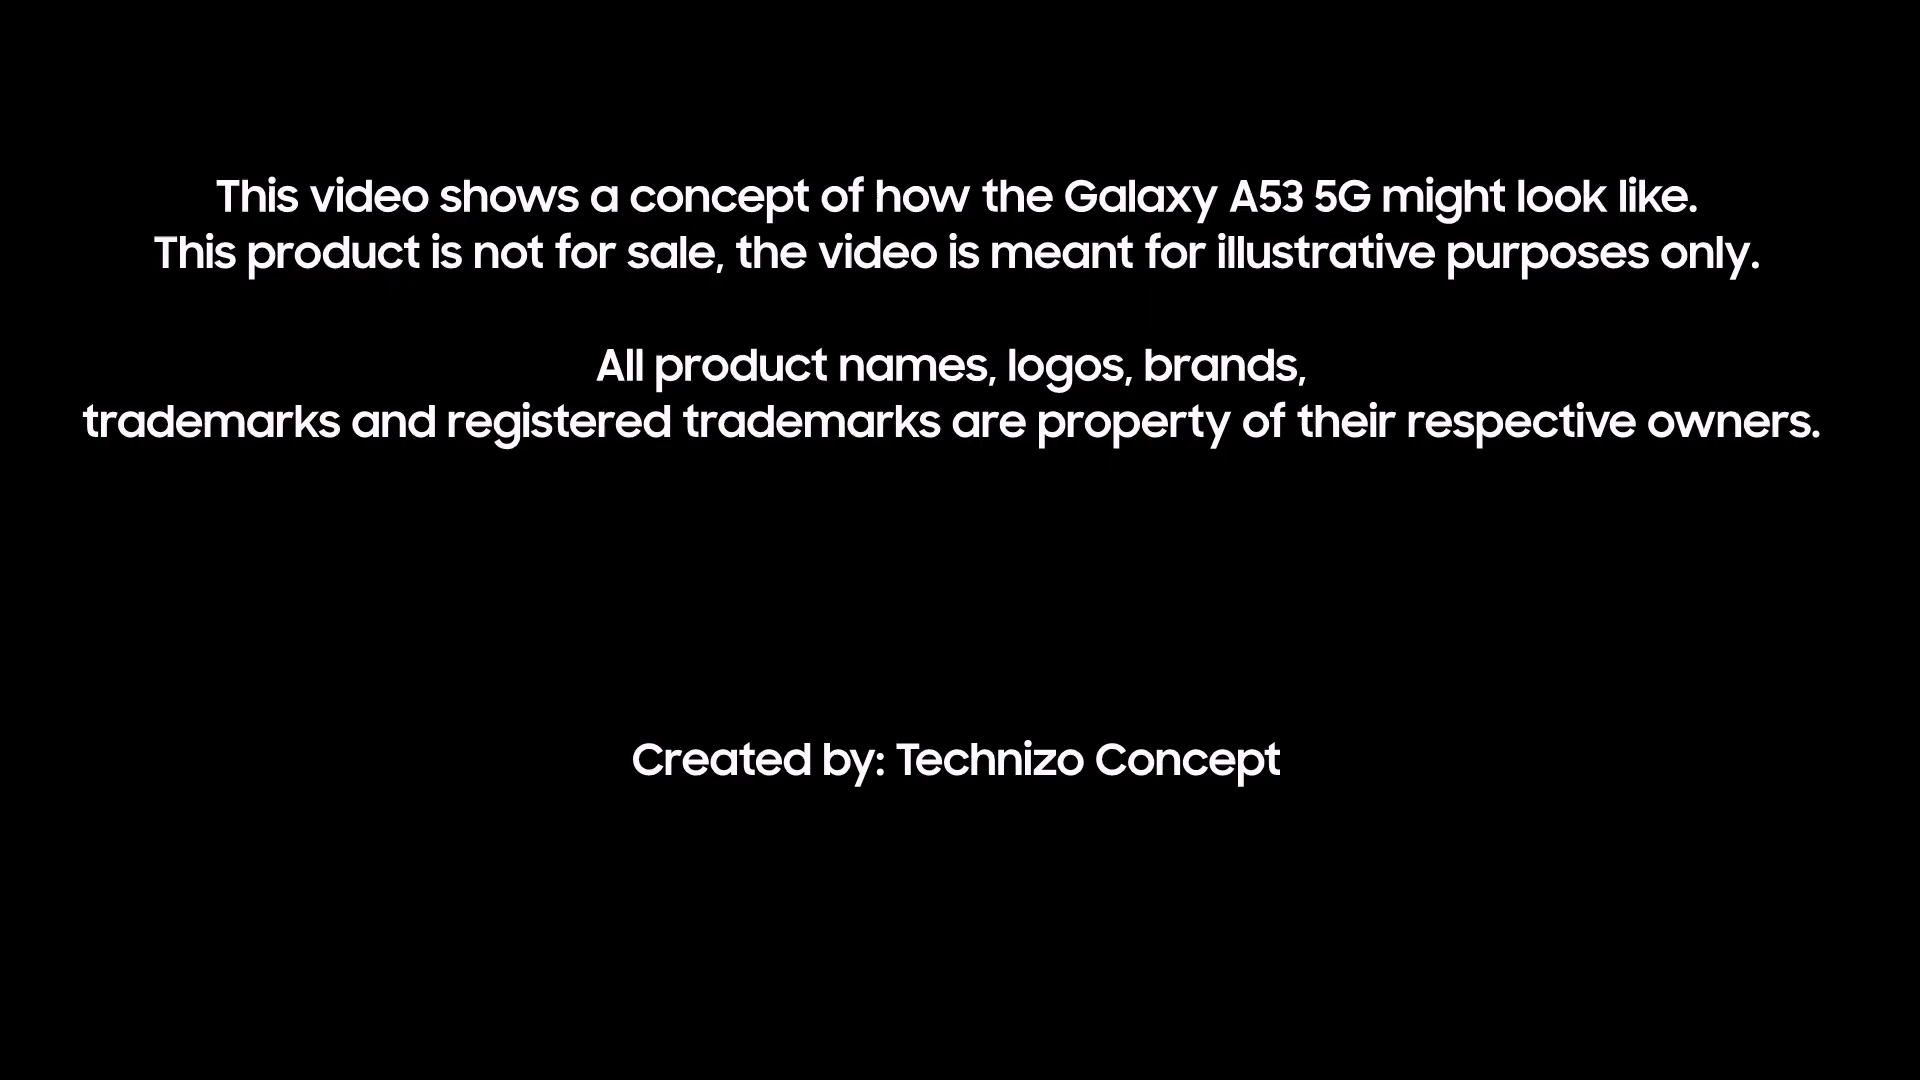 This video shows a concept of how the Galaxy A53 5G might look like.
This product is not for sale, the video is meant for illustrative purposes only.
All product names, logos, brands,
trademarks and registered trademarks are property of their respective owners.
Created by: Technizo Concept